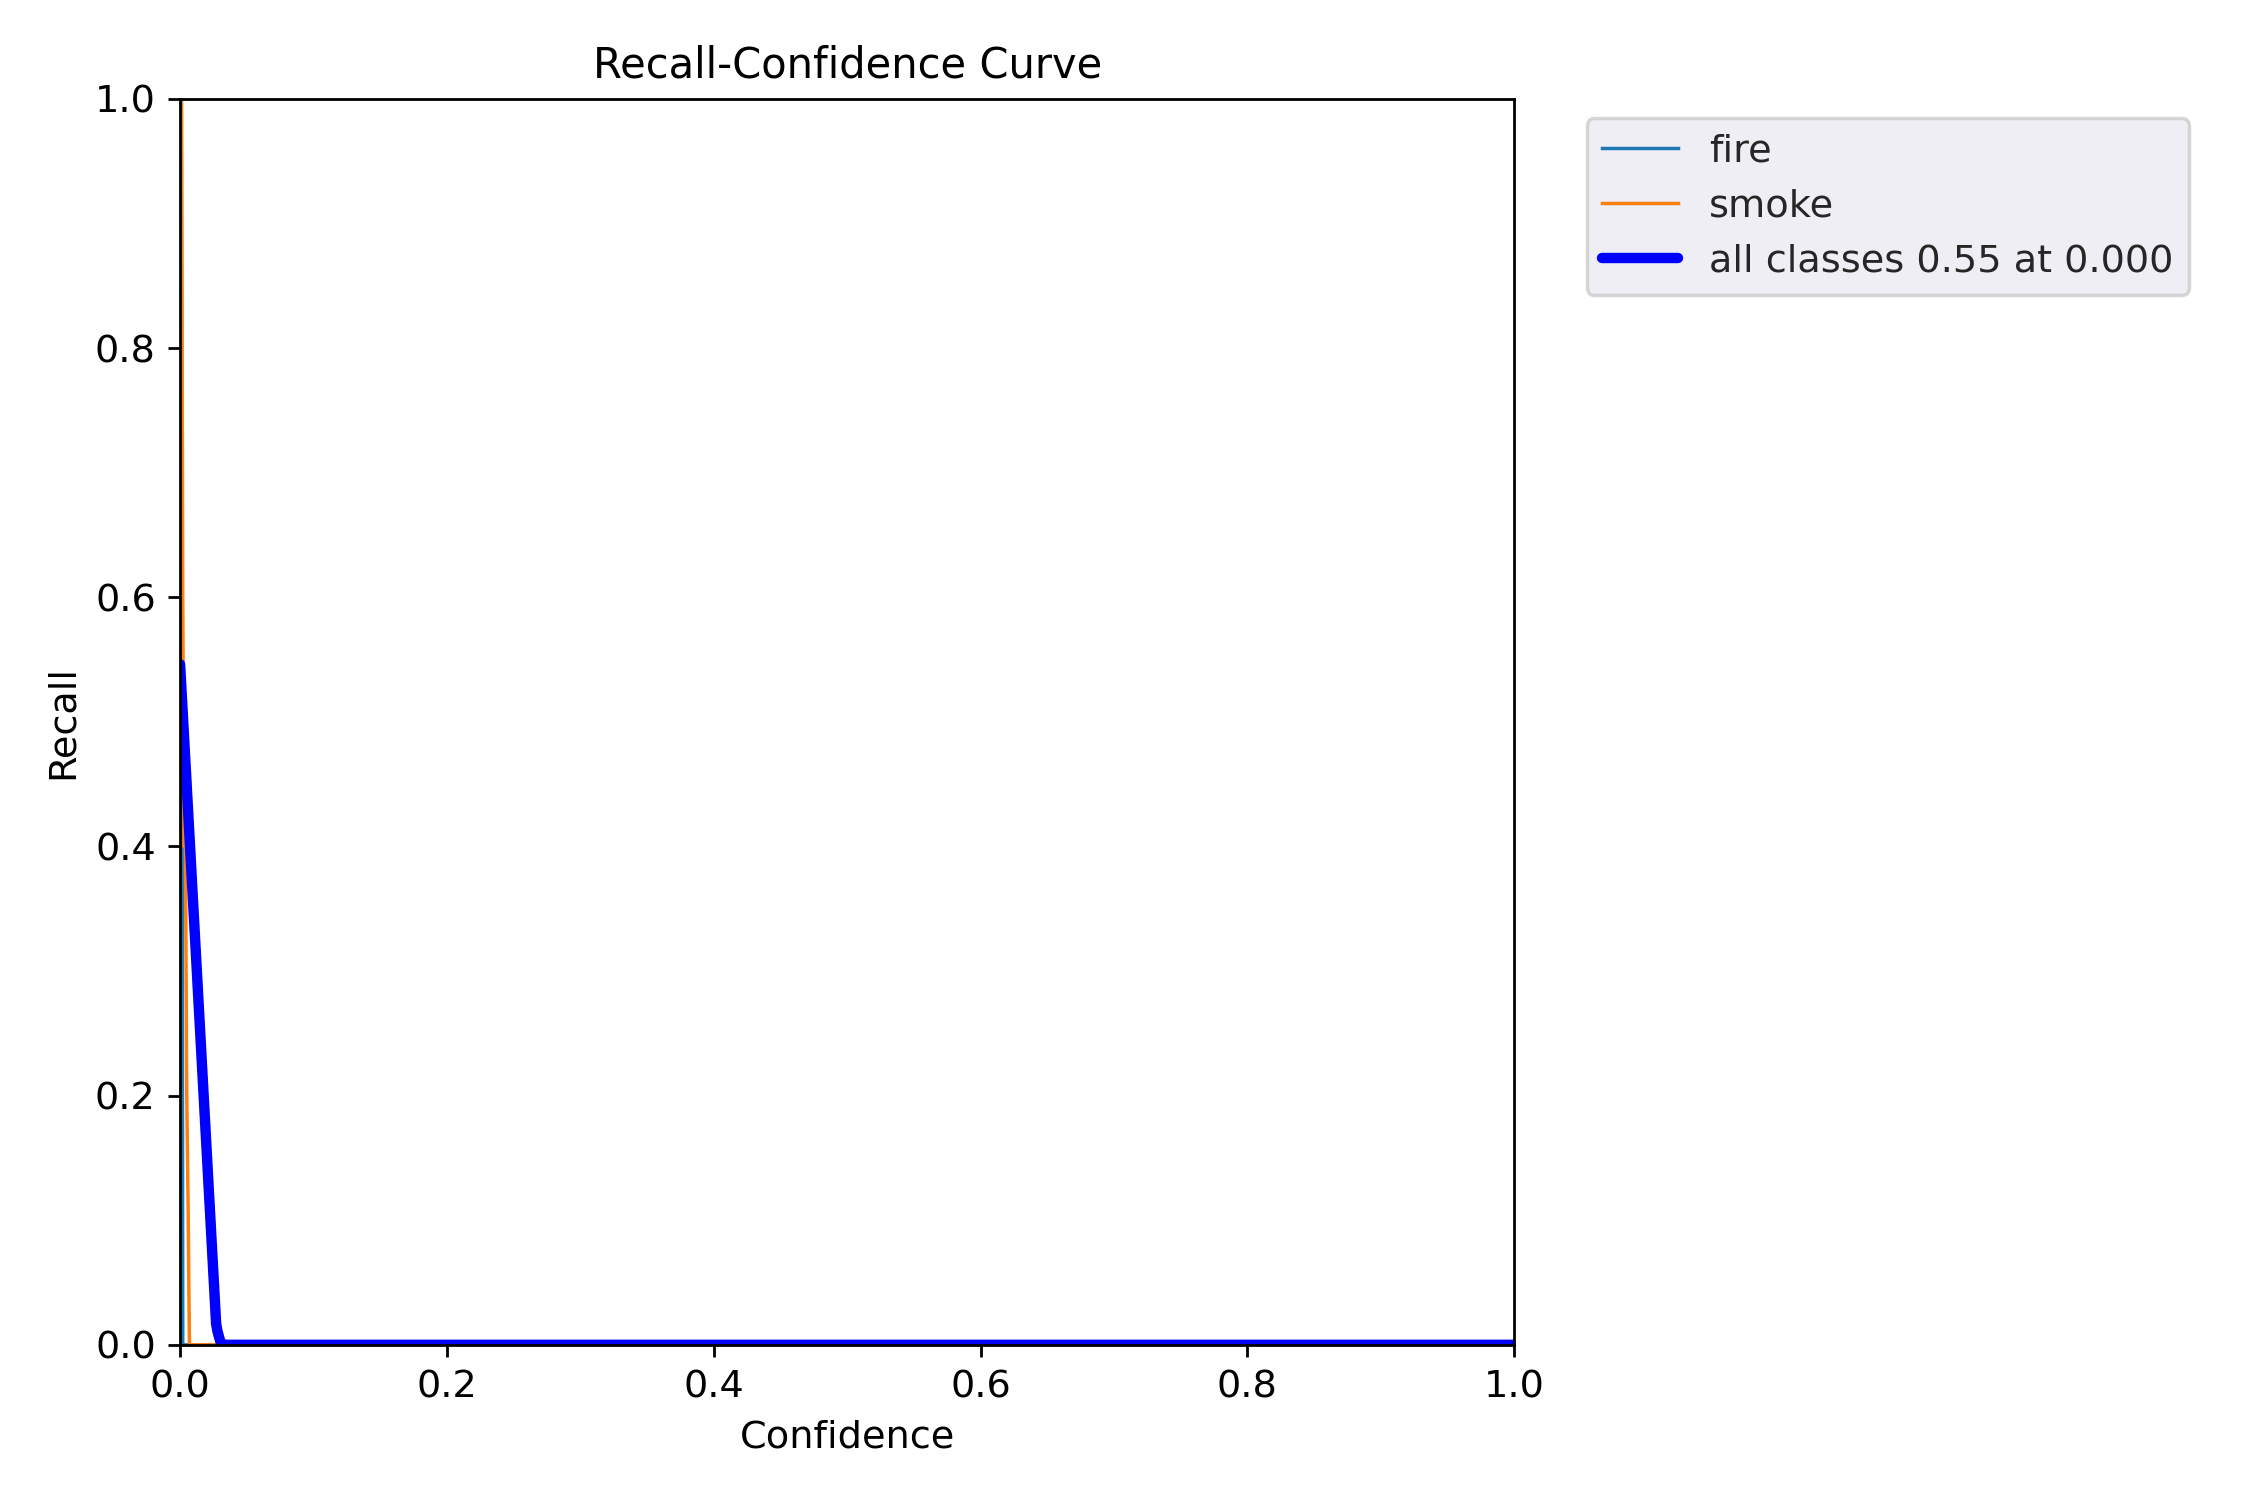 Recall-Confidence Curve
1.0
0.8
0.6
0.4
0.2
0.0
Recall
0.0 0.2 0.4 0.6 0.8 1.0
Confidence
fire
smoke
all classes 0.55 at 0.000